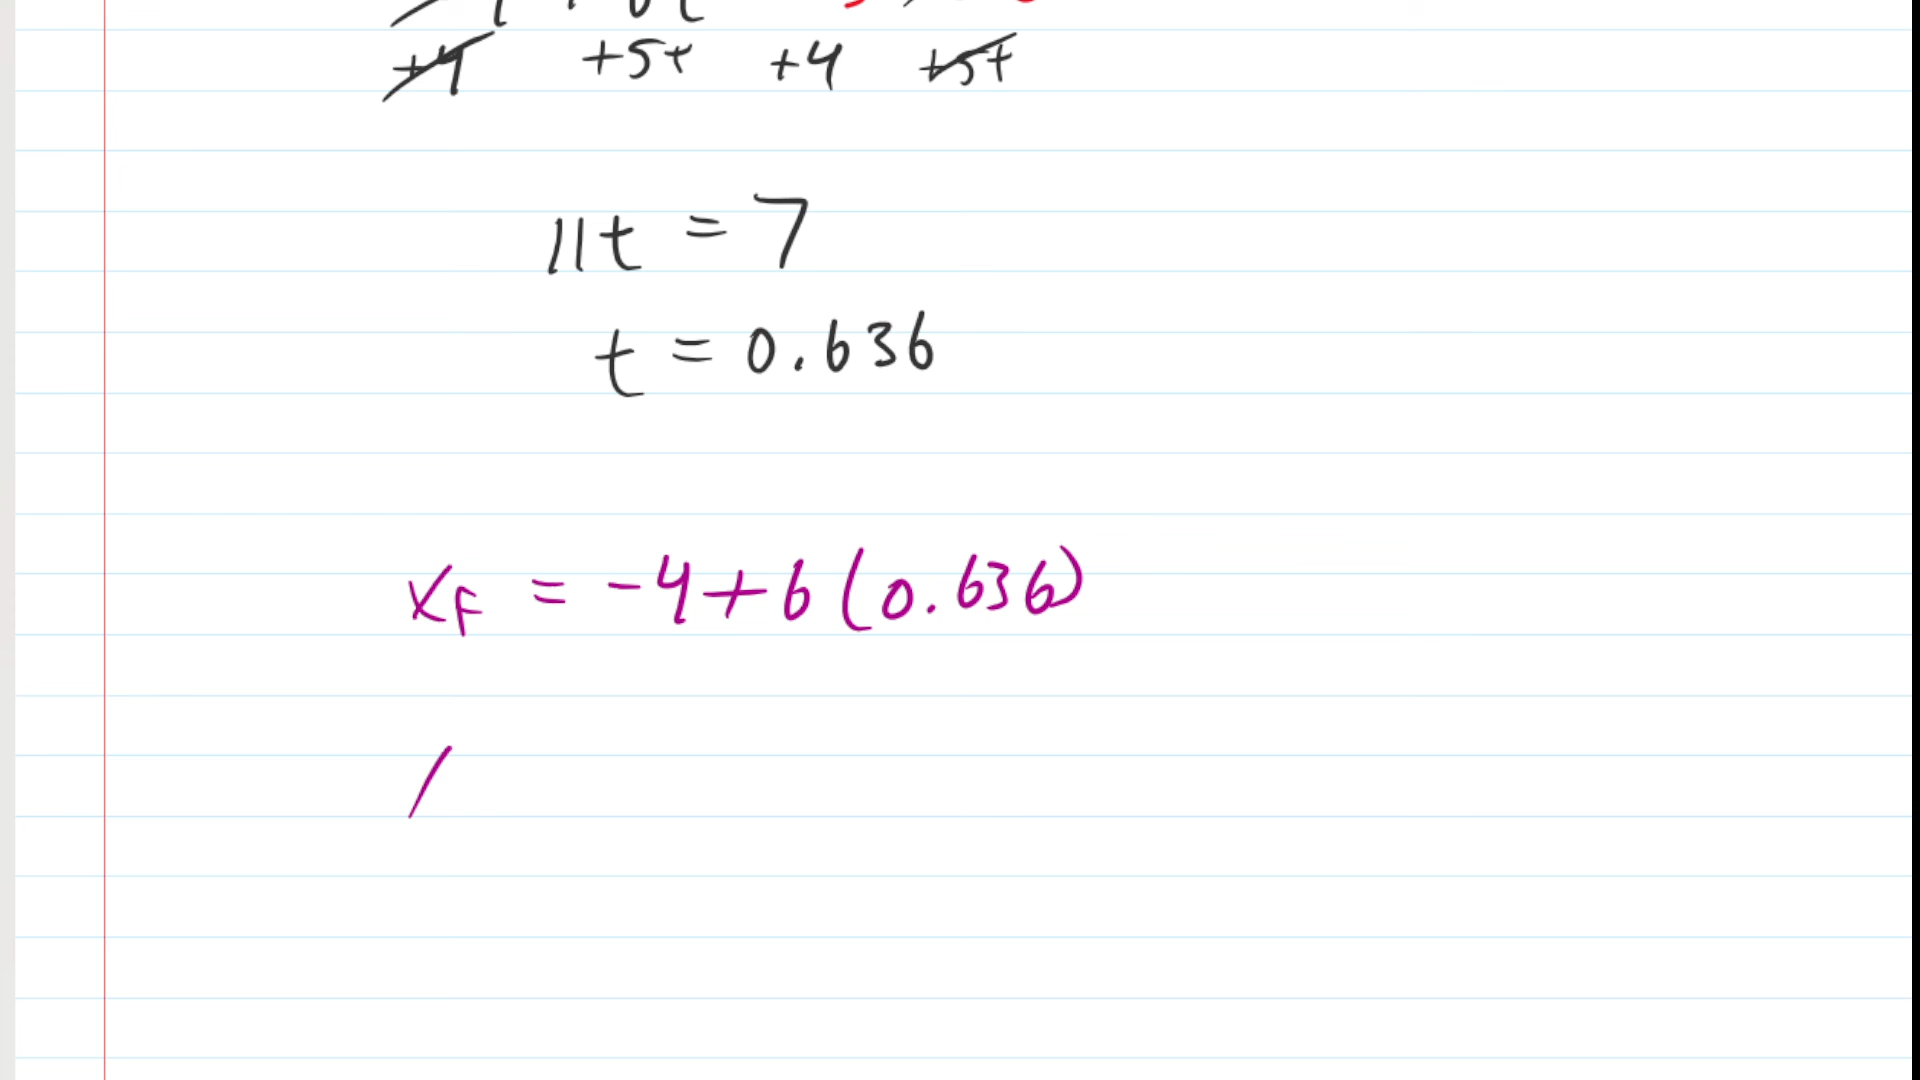 +4 +5t +4 +5t
11t = 7
t = 0.636
xF = -4+6(0.636)